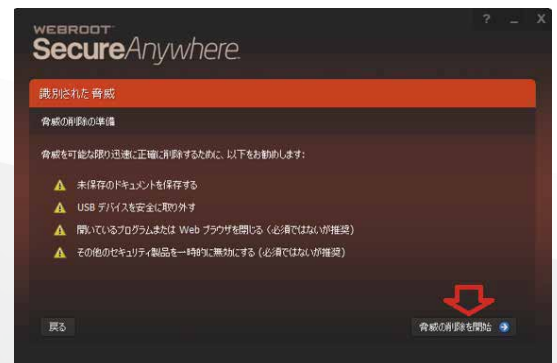 WEBROOT
SecureAnywhere.
? _ X
識別された脅威
脅威の削除の準備
脅威を可能な限り迅速に正確に削除するために、以下をお勧めします:
未保存のドキュメントを保存する
USB デバイスを安全に取り外す
開いているプログラムまたは Web ブラウザを閉じる (必須ではないが推奨)
その他のセキュリティ製品を一時的に無効にする (必須ではないが推奨)
戻る
脅威の削除を開始